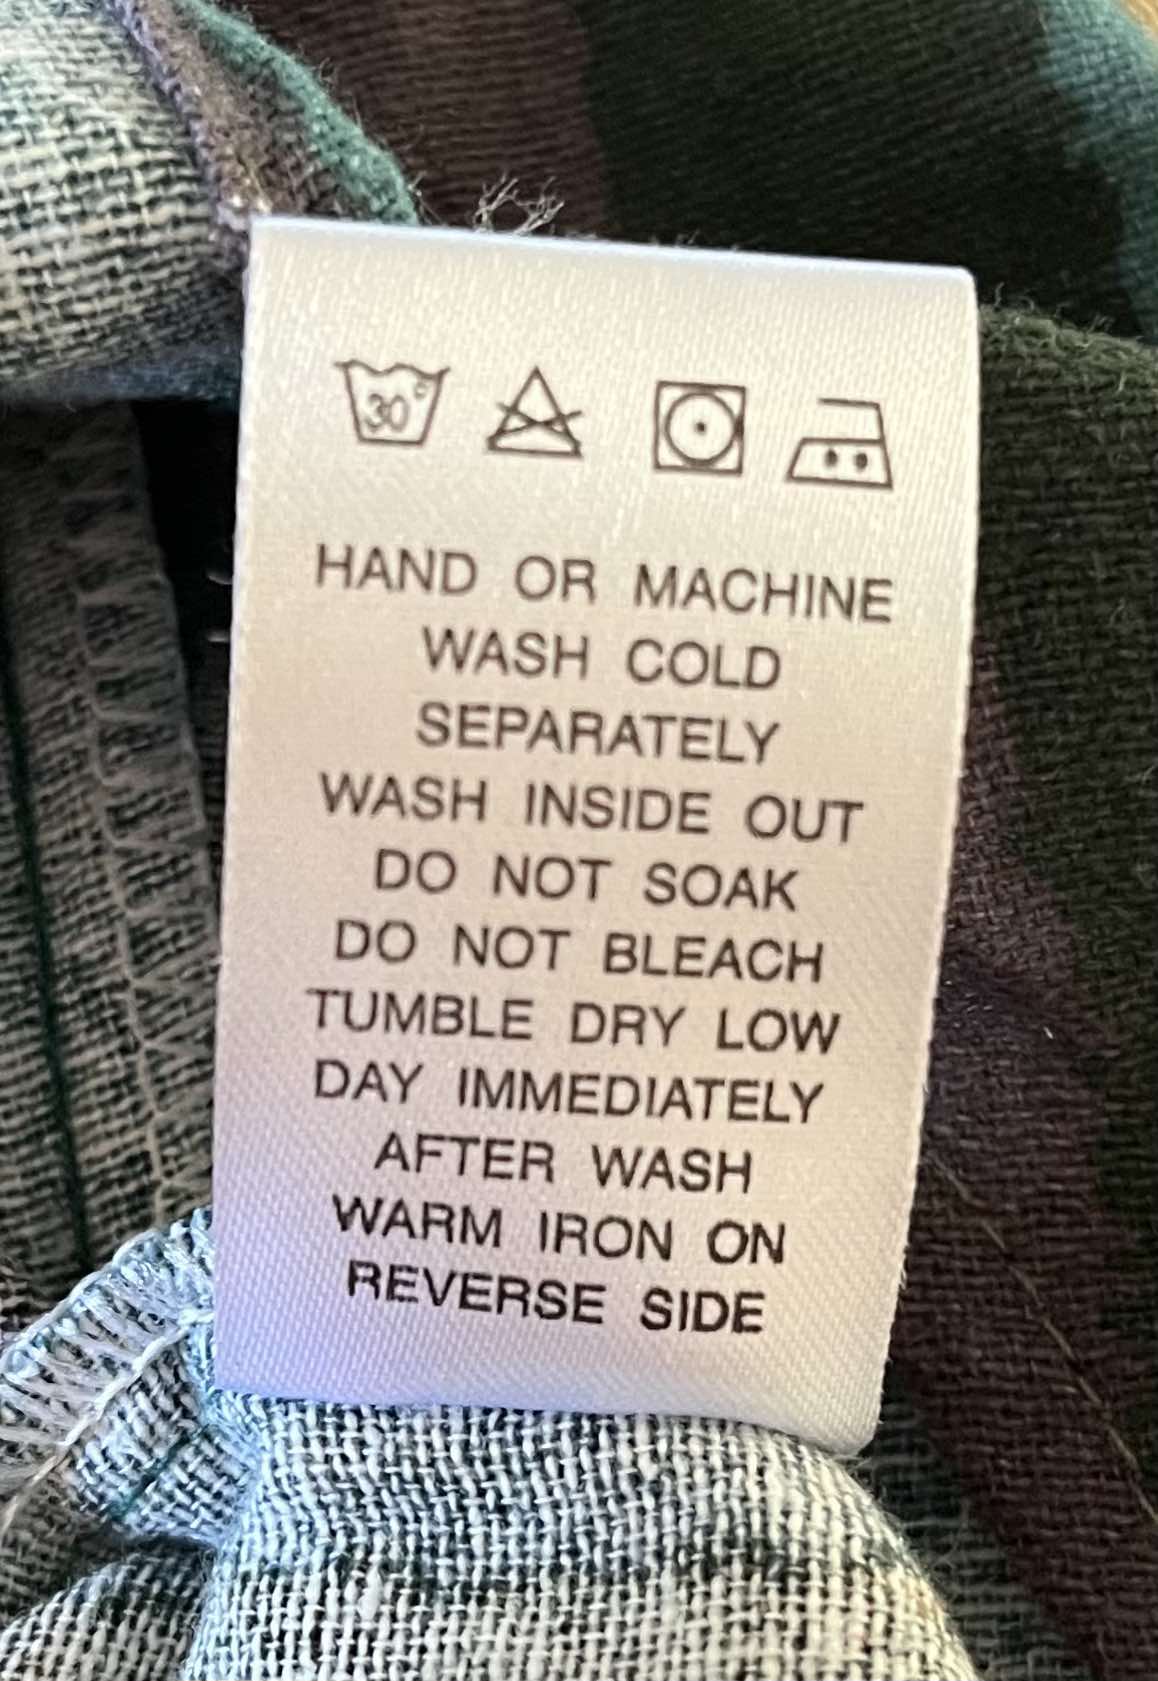 30°
HAND OR MACHINE
WASH COLD
SEPARATELY
WASH INSIDE OUT
DO NOT SOAK
DO NOT BLEACH
TUMBLE DRY LOW
DAY IMMEDIATELY
AFTER WASH
WARM IRON ON
REVERSE SIDE